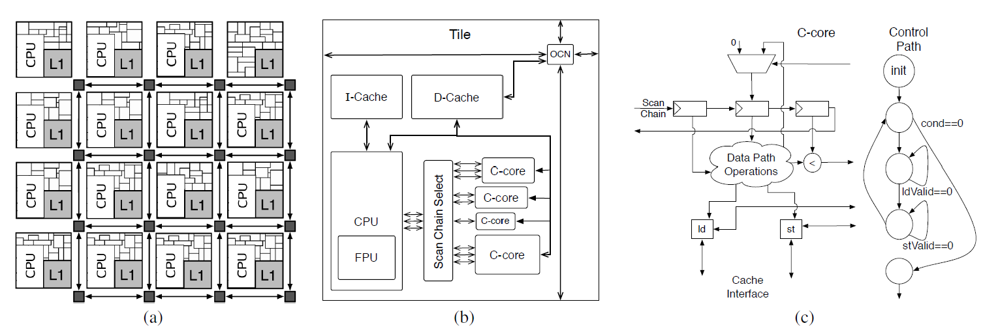 CPU
L1
CPU
L1
CPU
L1
L1
CPU
L1
CPU
L1
CPU
L1
CPU
L1
CPU
L1
CPU
L1
CPU
L1
CPU
L1
CPU
L1
CPU
L1
CPU
L1
CPU
L1
(a)
Tile
OCN
I-Cache
D-Cache
CPU
FPU
Scan Chain Select
C-core
C-core
C-core
C-core
(b)
C-core
0
Scan
Chain
Data Path
Operations
<
ld
st
Cache
Interface
Control
Path
init
cond==0
ldValid==0
stValid==0
(c)